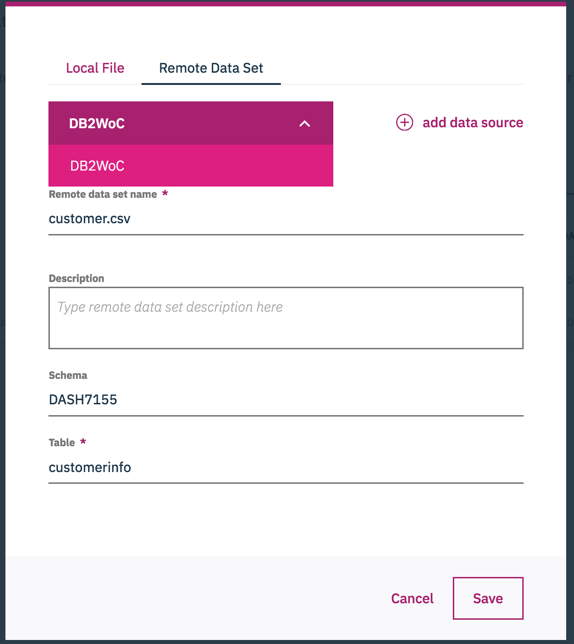 Local File
Remote Data Set
DB2WoC
add data source
DB2WoC
Remote data set name *
customer.csv
Description
Type remote data set description here
Schema
DASH7155
Table *
customerinfo
Cancel
Save